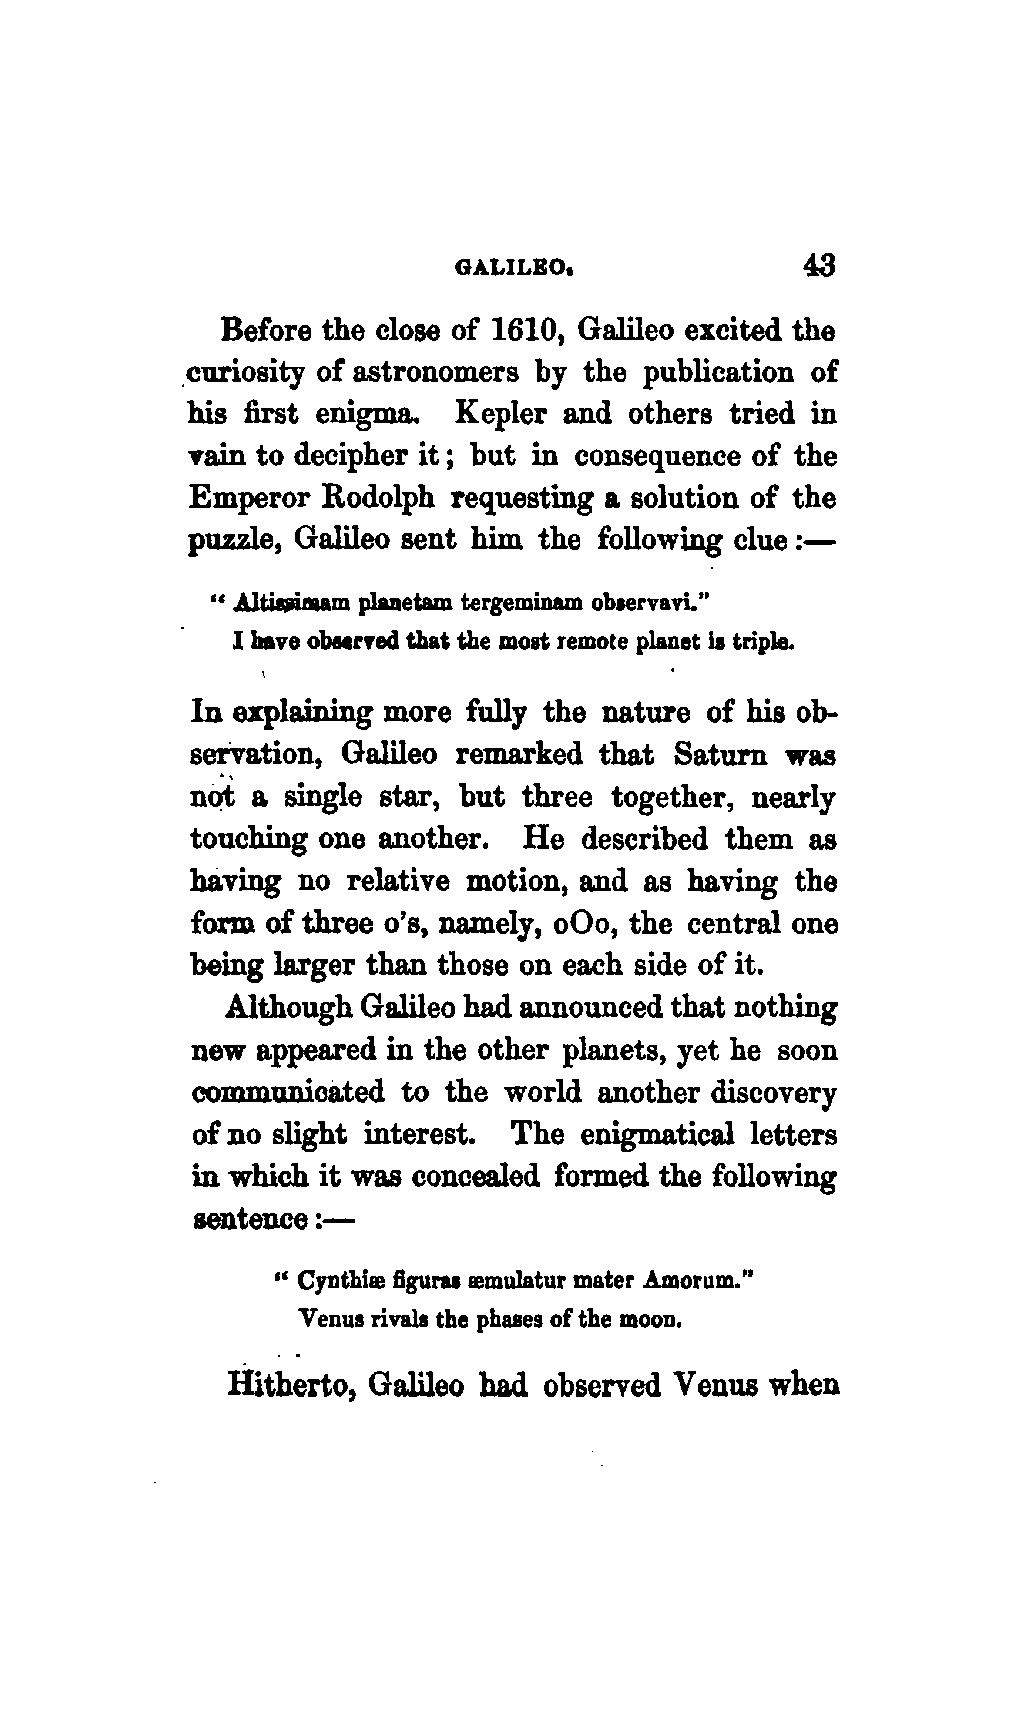 GALILEO. 43
Before the close of 1610, Galileo excited the
curiosity of astronomers by the publication of
his first enigma. Kepler and others tried in
vain to decipher it; but in consequence of the
Emperor Rodolph requesting a solution of the
puzzle, Galileo sent him the following clue :—
“ Altissimam planetam tergeminam observavi.”
I have observed that the most remote planet is triple.
In explaining more fully the nature of his ob-
servation, Galileo remarked that Saturn was
not a single star, but three together, nearly
touching one another. He described them as
having no relative motion, and as having the
form of three o's, namely, oOo, the central one
being larger than those on each side of it.
Although Galileo had announced that nothing
new appeared in the other planets, yet he soon
communicated to the world another discovery
of no slight interest. The enigmatical letters
in which it was concealed formed the following
sentence :—
“ Cynthiæ figuras æmulatur mater Amorum.”
Venus rivals the phases of the moon.
Hitherto, Galileo had observed Venus when